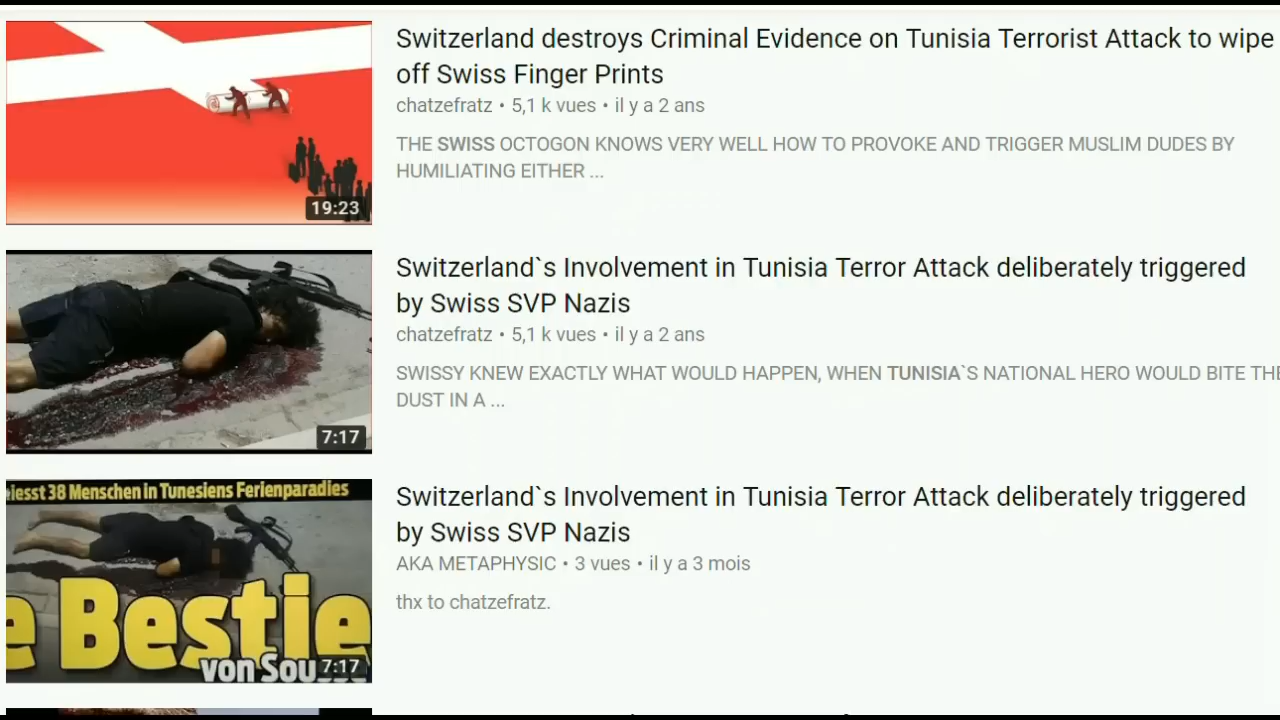 Switzerland destroys Criminal Evidence on Tunisia Terrorist Attack to wipe
off Swiss Finger Prints
chatzefratz • 5,1 k vues • il y a 2 ans
THE SWISS OCTOGON KNOWS VERY WELL HOW TO PROVOKE AND TRIGGER MUSLIM DUDES BY
HUMILIATING EITHER ...
19:23
Switzerland`s Involvement in Tunisia Terror Attack deliberately triggered
by Swiss SVP Nazis
chatzefratz • 5,1 k vues • il y a 2 ans
SWISSY KNEW EXACTLY WHAT WOULD HAPPEN, WHEN TUNISIA`S NATIONAL HERO WOULD BITE THE
DUST IN A ...
7:17
Switzerland`s Involvement in Tunisia Terror Attack deliberately triggered
by Swiss SVP Nazis
AKA METAPHYSIC • 3 vues • il y a 3 mois
thx to chatzefratz.
iesst 38 Menschen in Tunesiens Ferienparadies
e Bestie
von Sou
7:17